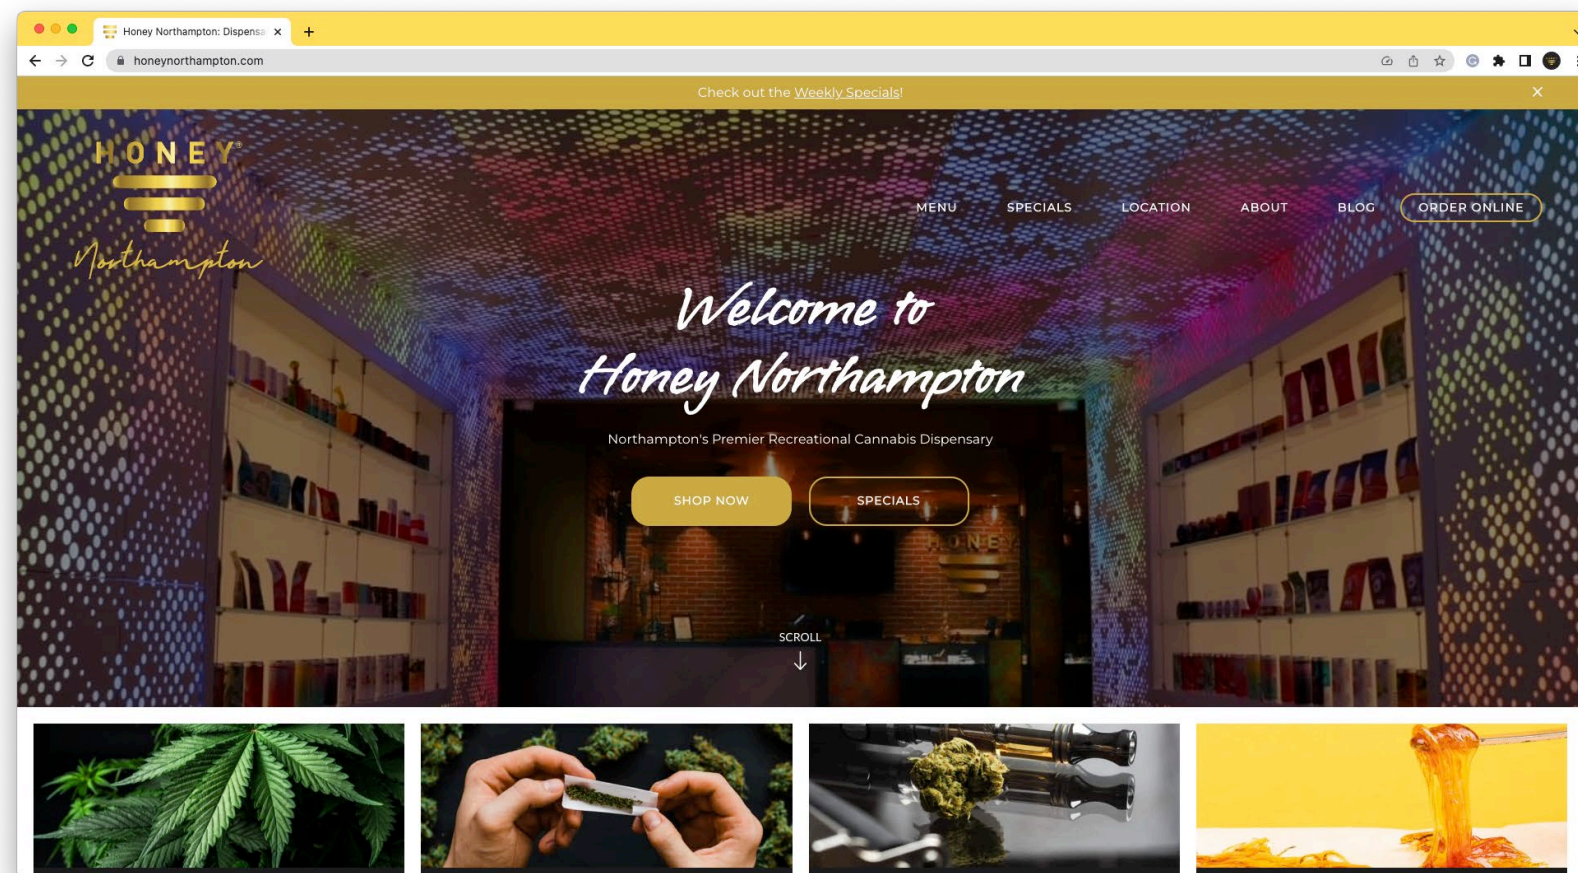 Honey Northampton: Dispensa
honeynorthampton.com
Check out the Weekly Specials!
HONEY®
Northampton
MENU SPECIALS LOCATION ABOUT BLOG ORDER ONLINE
Welcome to
Honey Northampton
Northampton's Premier Recreational Cannabis Dispensary
SHOP NOW SPECIALS
HONEY
SCROLL